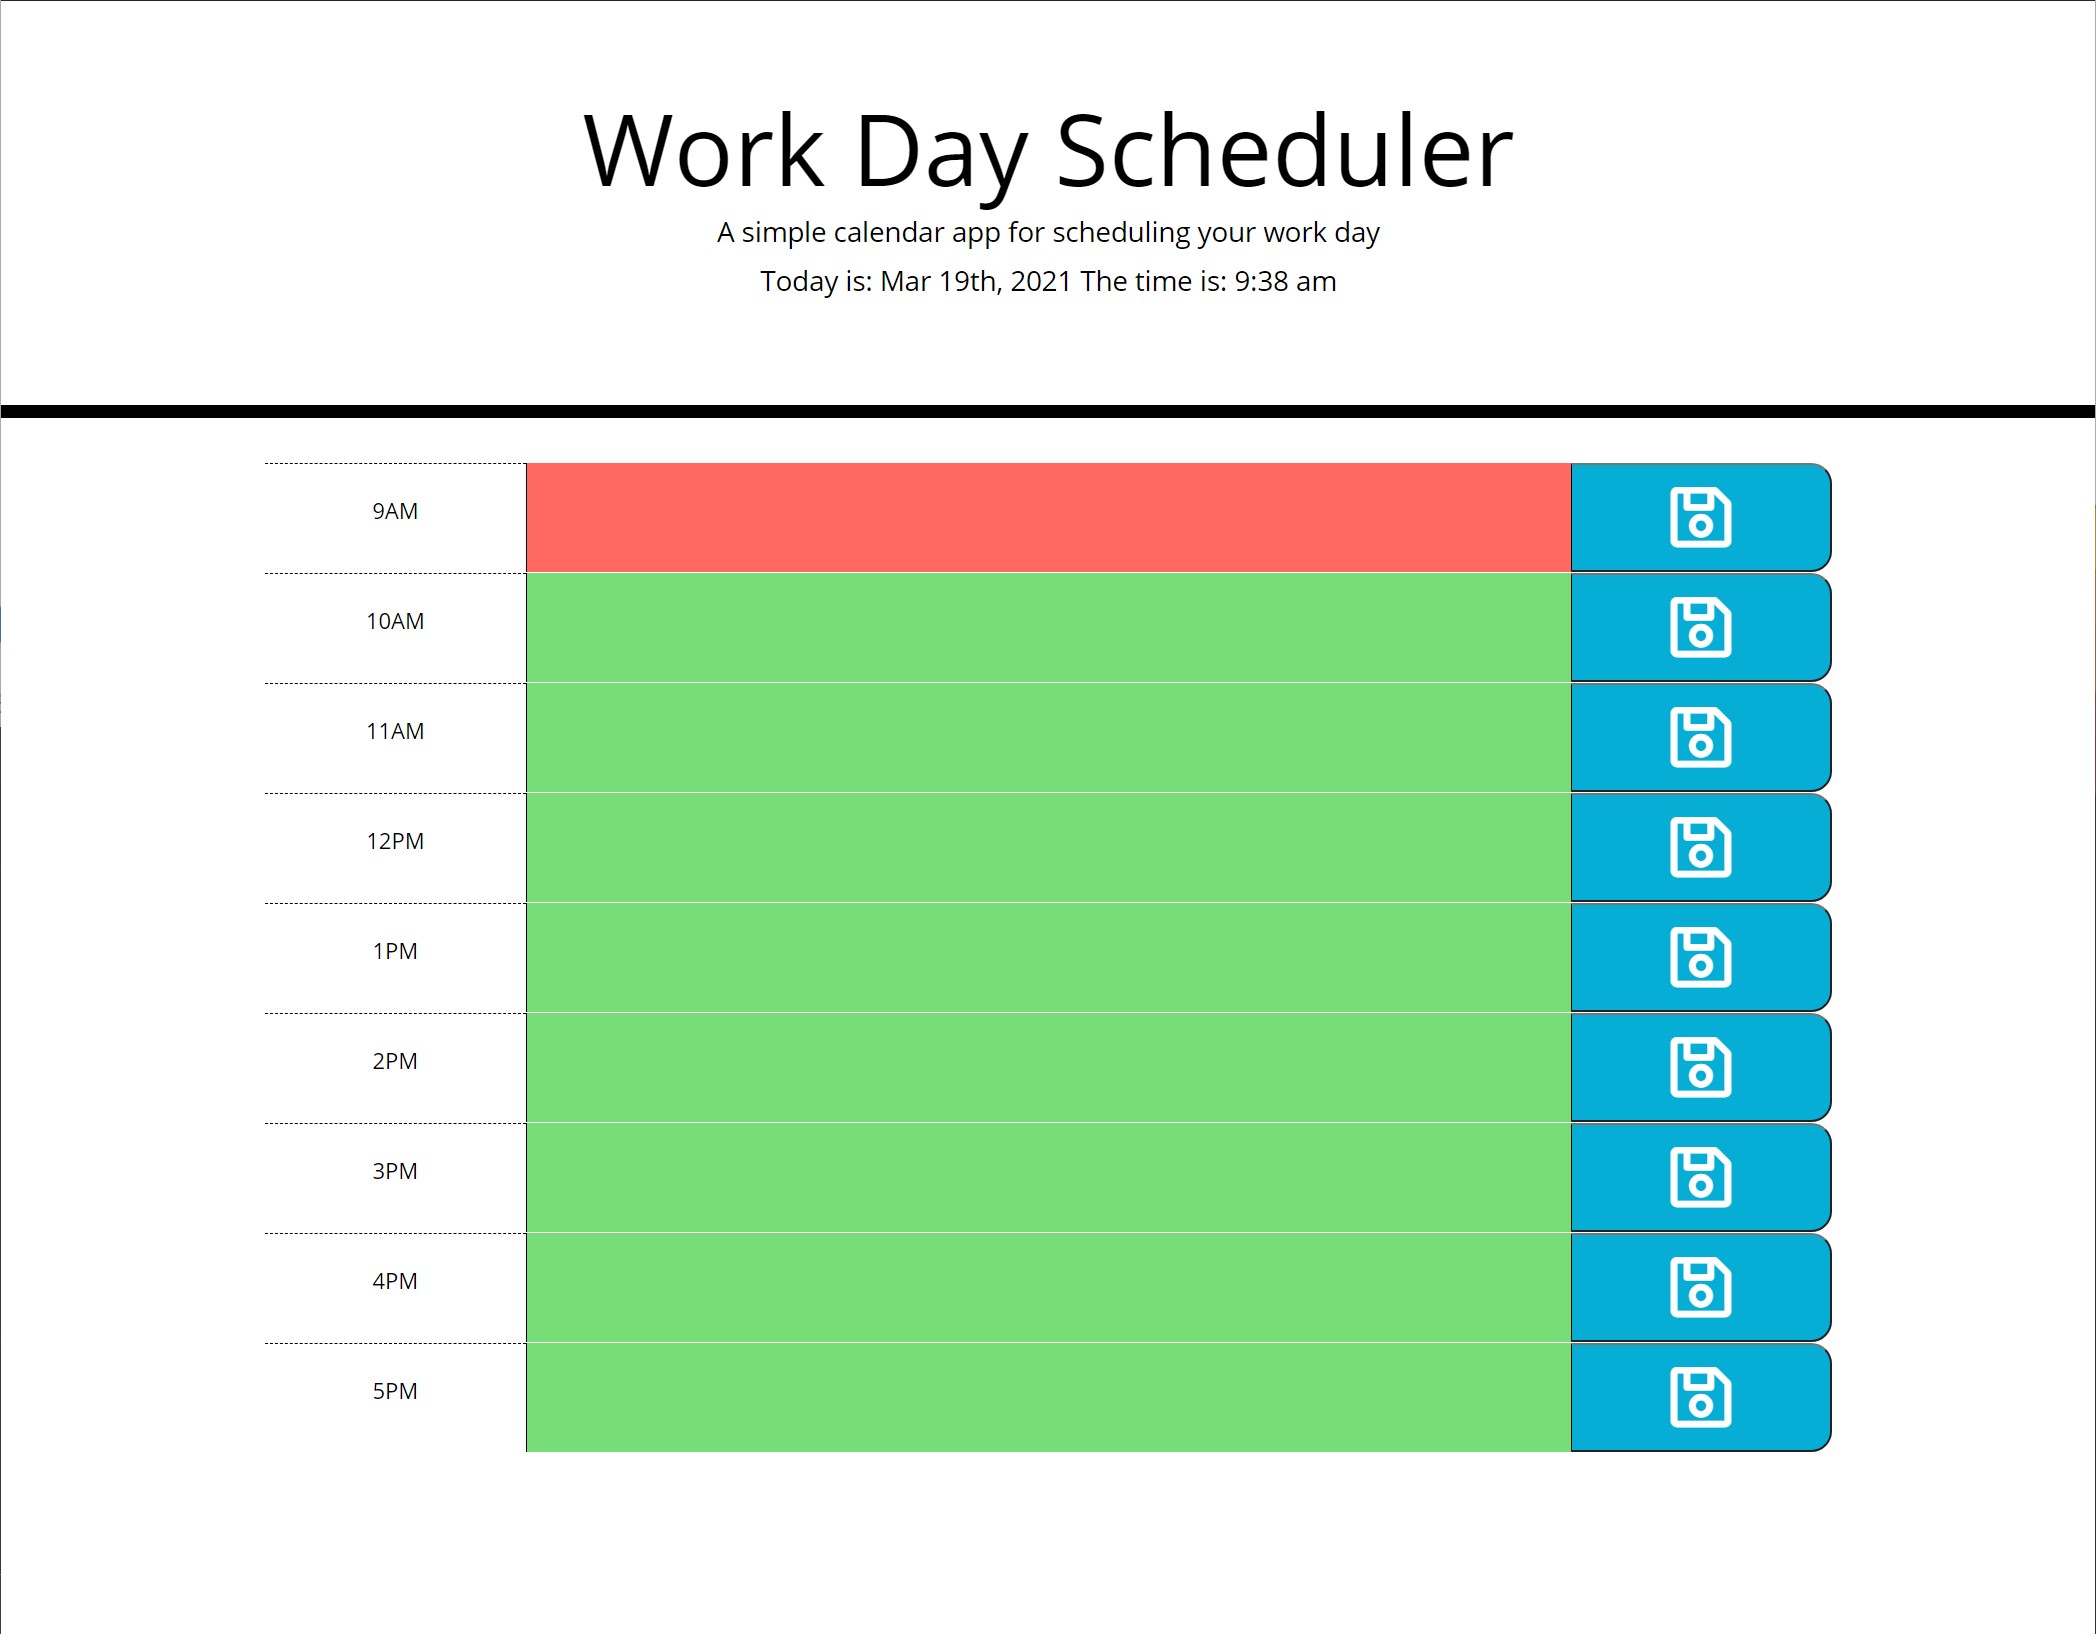 Work Day Scheduler
A simple calendar app for scheduling your work day
Today is: Mar 19th, 2021 The time is: 9:38 am
9AM
10AM
11AM
12PM
1PM
2PM
3PM
4PM
5PM